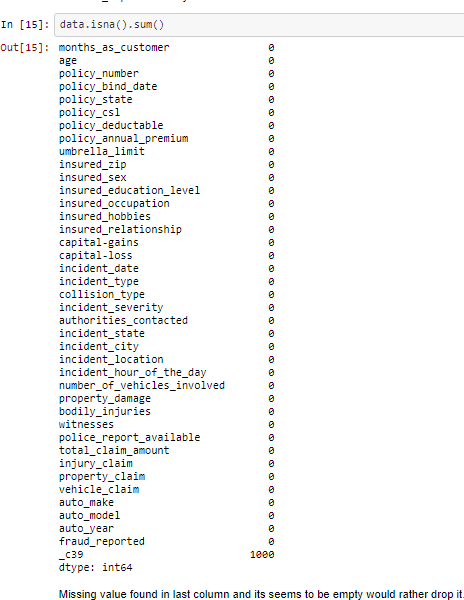 In [15]: data.isna().sum()
Out[15]: months_as_customer 0
age 0
policy_number 0
policy_bind_date 0
policy_state 0
policy_csl 0
policy_deductable 0
policy_annual_premium 0
umbrella_limit 0
insured_zip 0
insured_sex 0
insured_education_level 0
insured_occupation 0
insured_hobbies 0
insured_relationship 0
capital-gains 0
capital-loss 0
incident_date 0
incident_type 0
collision_type 0
incident_severity 0
authorities_contacted 0
incident_state 0
incident_city 0
incident_location 0
incident_hour_of_the_day 0
number_of_vehicles_involved 0
property_damage 0
bodily_injuries 0
witnesses 0
police_report_available 0
total_claim_amount 0
injury_claim 0
property_claim 0
vehicle_claim 0
auto_make 0
auto_model 0
auto_year 0
fraud_reported 0
_c39 1000
dtype: int64
Missing value found in last column and its seems to be empty would rather drop it.